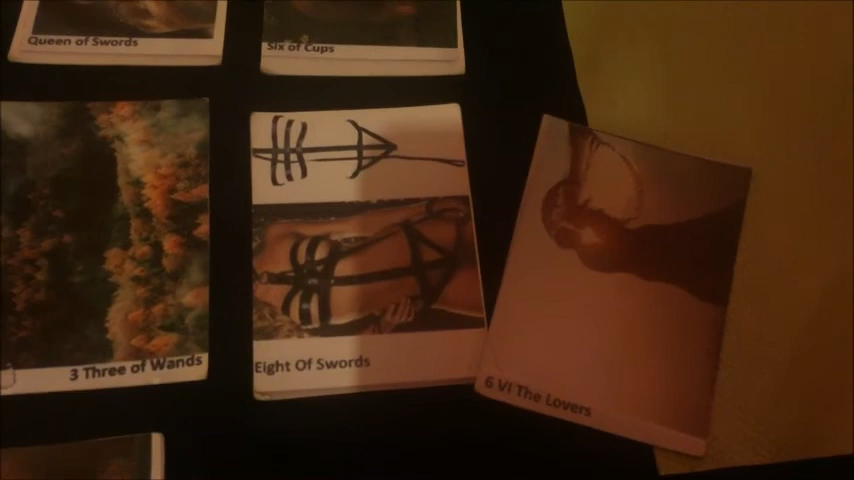 Queen of Swords
Six of Cups
3 Three of Wands
Eight Of Swords
6 VI The Lovers